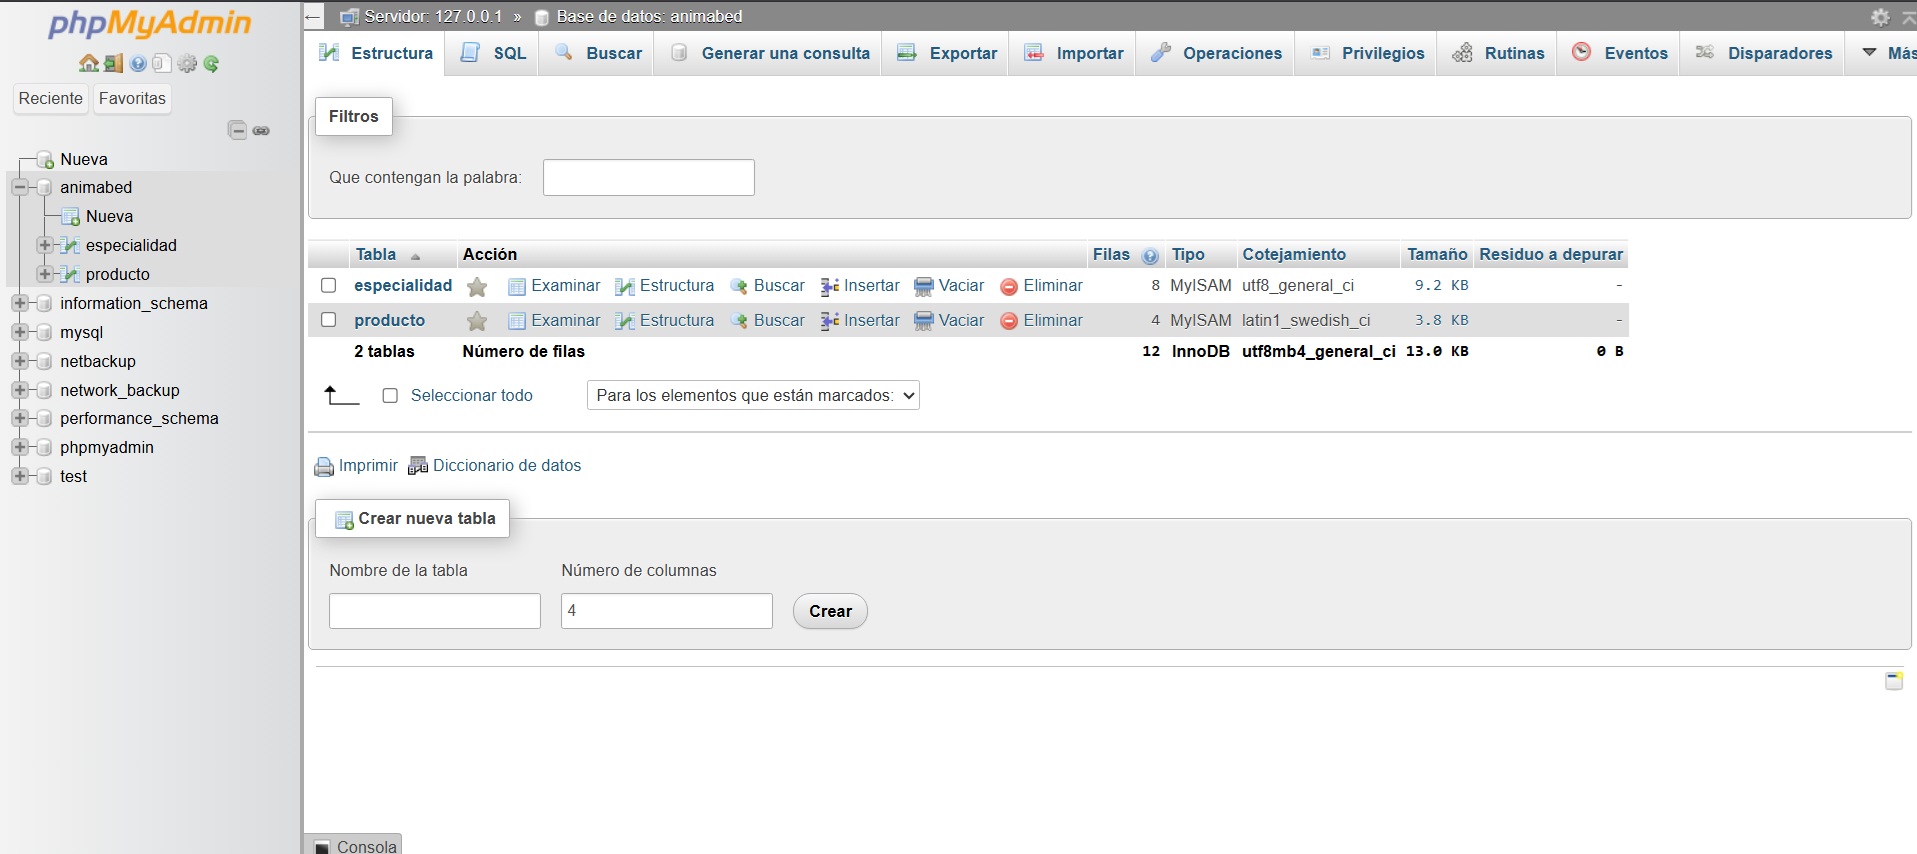 phpMyAdmin
Reciente Favoritas
Nueva
animabed
Nueva
especialidad
producto
information_schema
mysql
netbackup
network_backup
performance_schema
phpmyadmin
test
← Servidor: 127.0.0.1 » Base de datos: animabed
Estructura SQL Buscar Generar una consulta Exportar Importar Operaciones Privilegios Rutinas Eventos Disparadores Más
Filtros
Que contengan la palabra:
Tabla Acción Filas Tipo Cotejamiento Tamaño Residuo a depurar
especialidad Examinar Estructura Buscar Insertar Vaciar Eliminar 8 MyISAM utf8_general_ci 9.2 KB -
producto Examinar Estructura Buscar Insertar Vaciar Eliminar 4 MyISAM latin1_swedish_ci 3.8 KB -
2 tablas Número de filas 12 InnoDB utf8mb4_general_ci 13.0 KB 0 B
Seleccionar todo Para los elementos que están marcados:
Imprimir Diccionario de datos
Crear nueva tabla
Nombre de la tabla Número de columnas
4 Crear
Consola